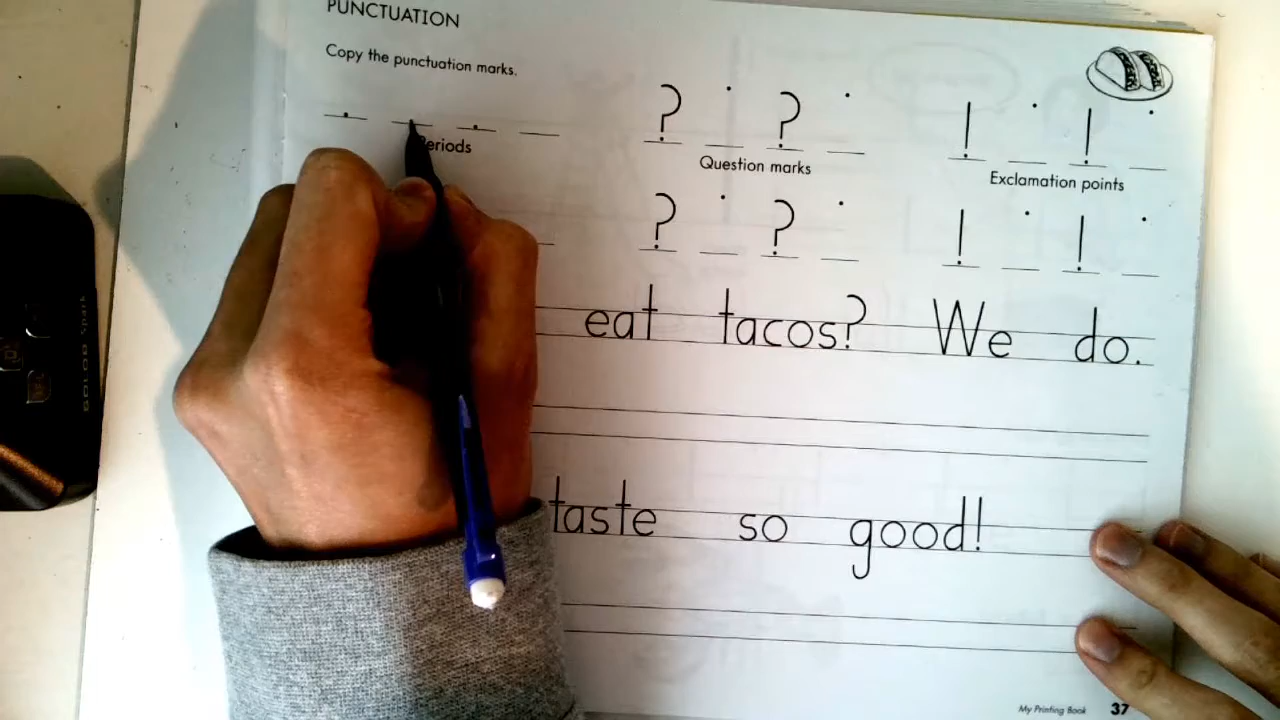 PUNCTUATION
Copy the punctuation marks.
. . . ? ? ! !
eriods Question marks Exclamation points
? ? ! !
eat tacos? We do.
taste so good!
My Printing Book 37